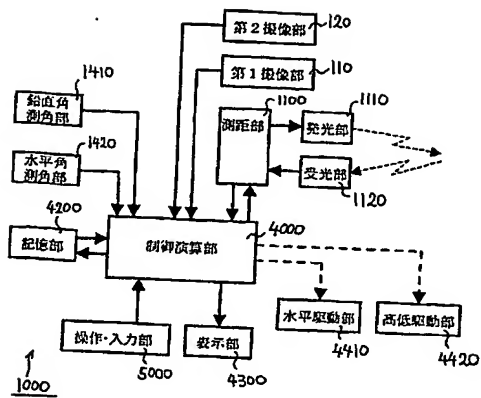 120
第2撮像部
110
第1撮像部
1410
鉛直角
測角部
1100
測距部
1110
発光部
1420
水平角
測角部
受光部
1120
4200
記憶部
4000
制御演算部
操作・入力部
5000
表示部
4300
水平駆動部
4410
高低駆動部
4420
1000